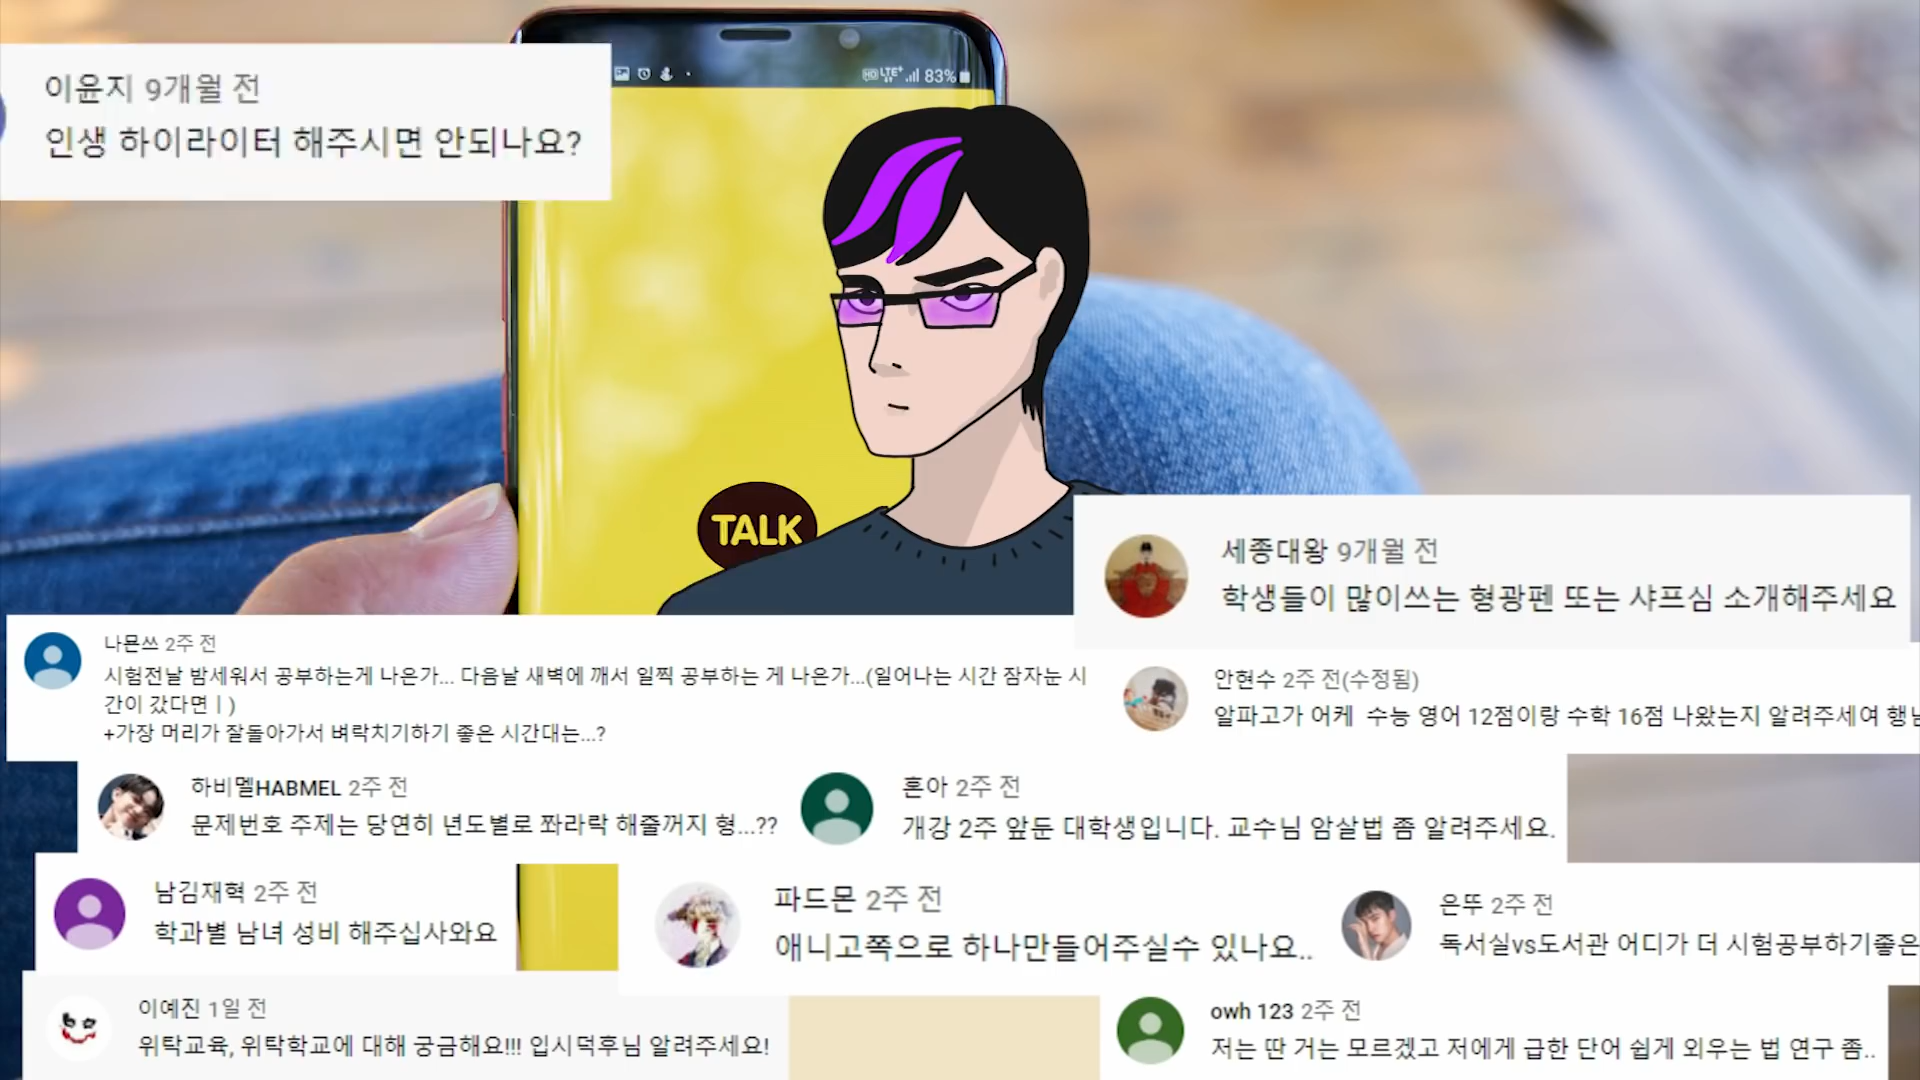 HD LTE+ 83%
이윤지 9개월 전
인생 하이라이터 해주시면 안되나요?
TALK
세종대왕 9개월 전
학생들이 많이쓰는 형광펜 또는 샤프심 소개해주세요
나몬쓰 2주 전
시험전날 밤세워서 공부하는게 나은가... 다음날 새벽에 깨서 일찍 공부하는 게 나은가...(일어나는 시간 잠자눈 시
간이 갔다면ㅣ)
+가장 머리가 잘돌아가서 벼락치기하기 좋은 시간대는...?
안현수 2주 전(수정됨)
알파고가 어케 수능 영어 12점이랑 수학 16점 나왔는지 알려주세여 행님
하비멜HABMEL 2주 전
문제번호 주제는 당연히 년도별로 쫘라락 해줄꺼지 형...??
혼아 2주 전
개강 2주 앞둔 대학생입니다. 교수님 암살법 좀 알려주세요.
남김재혁 2주 전
학과별 남녀 성비 해주십사와요
파드몬 2주 전
애니고쪽으로 하나만들어주실수 있나요..
은뚜 2주 전
독서실vs도서관 어디가 더 시험공부하기좋은
이예진 1일 전
위탁교육, 위탁학교에 대해 궁금해요!!! 입시덕후님 알려주세요!
owh 123 2주 전
저는 딴 거는 모르겠고 저에게 급한 단어 쉽게 외우는 법 연구 좀..